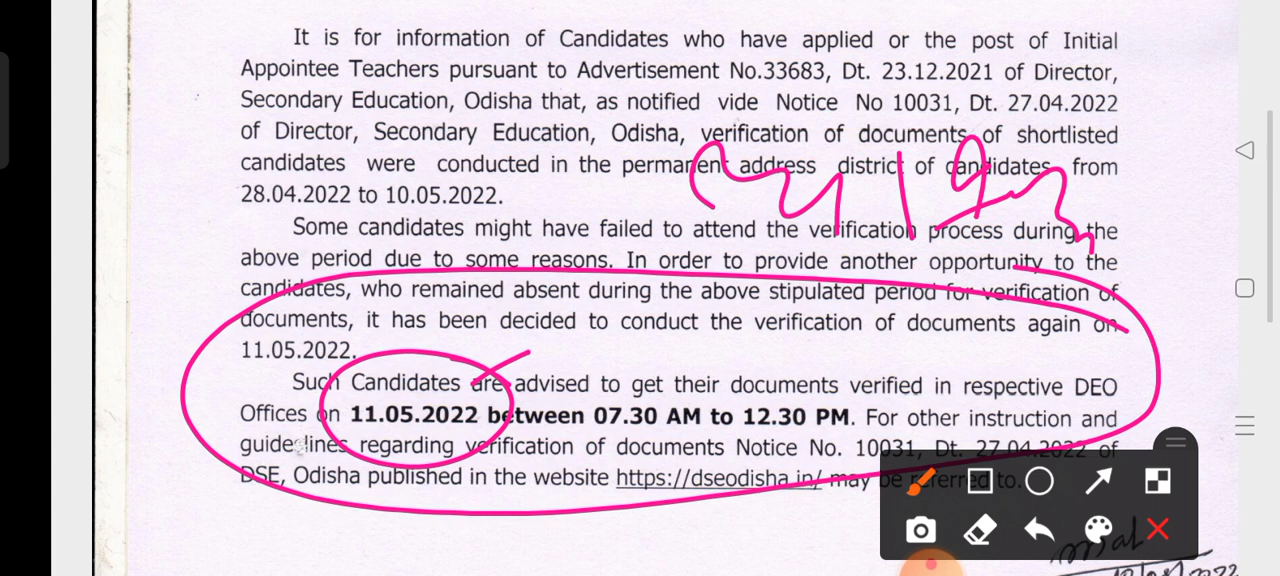 It is for information of Candidates who have applied or the post of Initial
Appointee Teachers pursuant to Advertisement No.33683, Dt. 23.12.2021 of Director,
Secondary Education, Odisha that, as notified vide Notice No 10031, Dt. 27.04.2022
of Director, Secondary Education, Odisha, verification of documents of shortlisted
candidates were conducted in the permanent address district of candidates from
28.04.2022 to 10.05.2022.
Some candidates might have failed to attend the verification process during the
above period due to some reasons. In order to provide another opportunity to the
candidates, who remained absent during the above stipulated period for verification of
documents, it has been decided to conduct the verification of documents again on
11.05.2022.
Such Candidates are advised to get their documents verified in respective DEO
Offices on 11.05.2022 between 07.30 AM to 12.30 PM. For other instruction and
guidelines regarding verification of documents Notice No. 10031, Dt. 27.04.2022 of
DSE, Odisha published in the website https://dseodisha.in/ may be referred to.